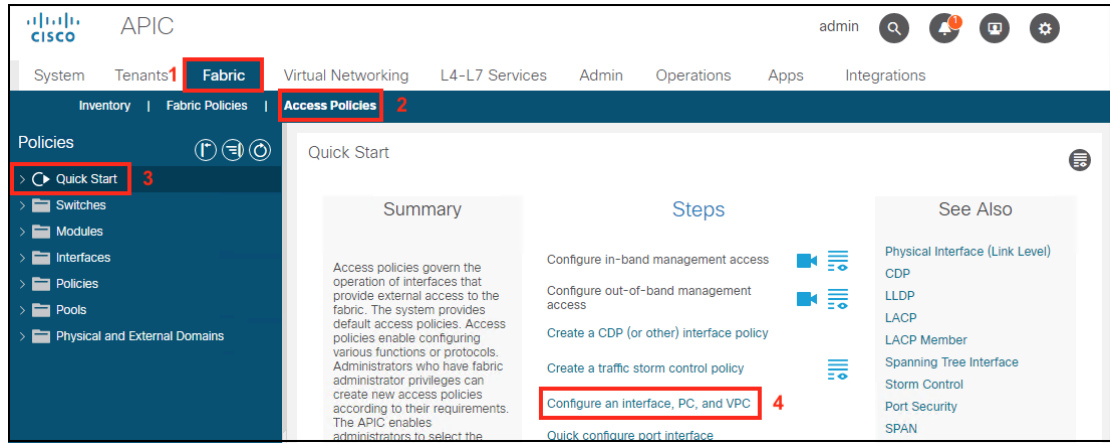 CISCO
APIC
admin
1
System Tenants 1 Fabric Virtual Networking L4-L7 Services Admin Operations Apps Integrations
Inventory | Fabric Policies | Access Policies 2
Policies
Quick Start 3
Switches
Modules
Interfaces
Policies
Pools
Physical and External Domains
Quick Start
Summary
Access policies govern the
operation of interfaces that
provide external access to the
fabric. The system provides
default access policies. Access
policies enable configuring
various functions or protocols.
Administrators who have fabric
administrator privileges can
create new access policies
according to their requirements.
The APIC enables
administrators to select the
Steps
Configure in-band management access
Configure out-of-band management
access
Create a CDP (or other) interface policy
Create a traffic storm control policy
Configure an interface, PC, and VPC 4
Quick configure port interface
See Also
Physical Interface (Link Level)
CDP
LLDP
LACP
LACP Member
Spanning Tree Interface
Storm Control
Port Security
SPAN